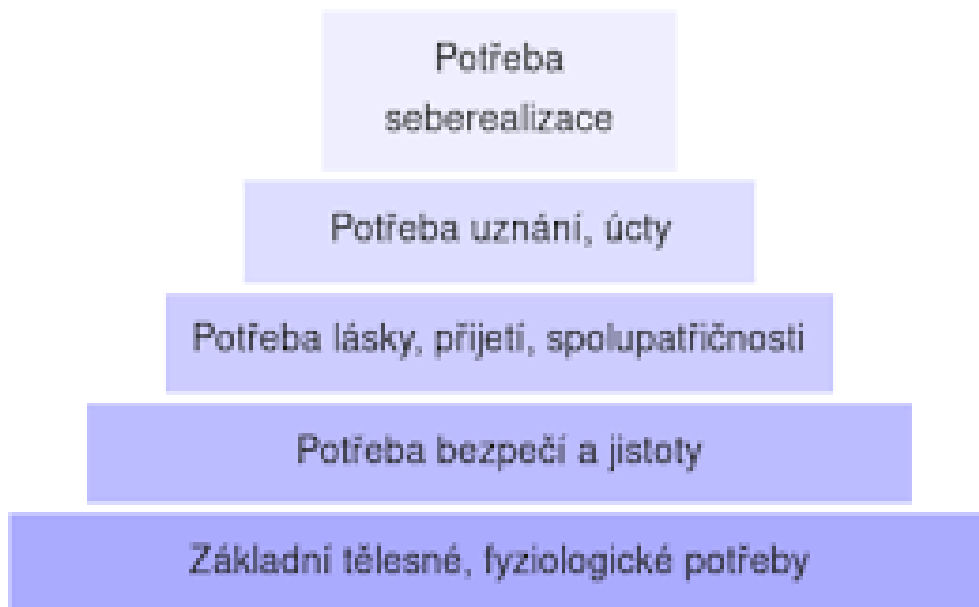 Potřeba
seberealizace
Potřeba uznání, úcty
Potřeba lásky, přijetí, spolupatřičnosti
Potřeba bezpečí a jistoty
Základní tělesné, fyziologické potřeby